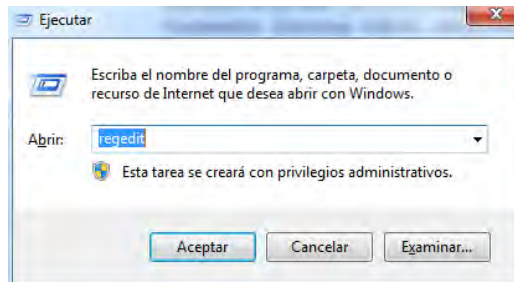 Ejecutar
Escriba el nombre del programa, carpeta, documento o
recurso de Internet que desea abrir con Windows.
Abrir: regedit
Esta tarea se creará con privilegios administrativos.
Aceptar Cancelar Examinar...